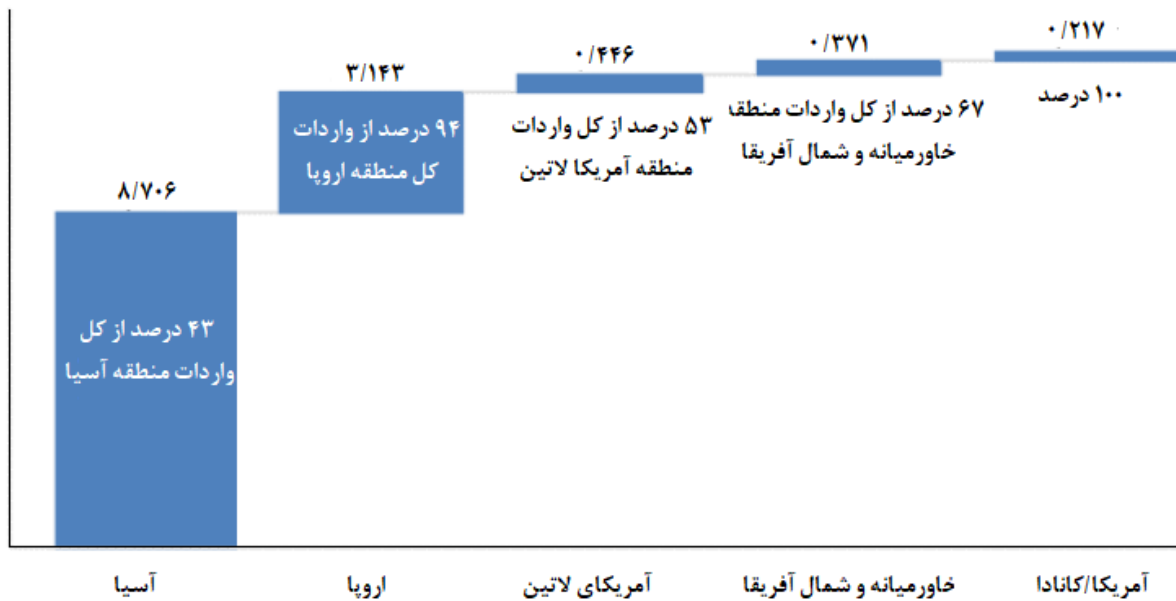 ۸/۷۰۶
۴۳ درصد از کل
واردات منطقه آسیا
آسیا
۳/۱۴۳
۹۴ درصد از واردات
کل منطقه اروپا
اروپا
۰/۴۴۶
۵۳ درصد از کل واردات
منطقه آمریکا لاتین
آمریکای لاتین
۰/۳۷۱
۶۷ درصد از کل واردات منطقه
خاورمیانه و شمال آفریقا
خاورمیانه و شمال آفریقا
۰/۲۱۷
۱۰۰ درصد
آمریکا/کانادا